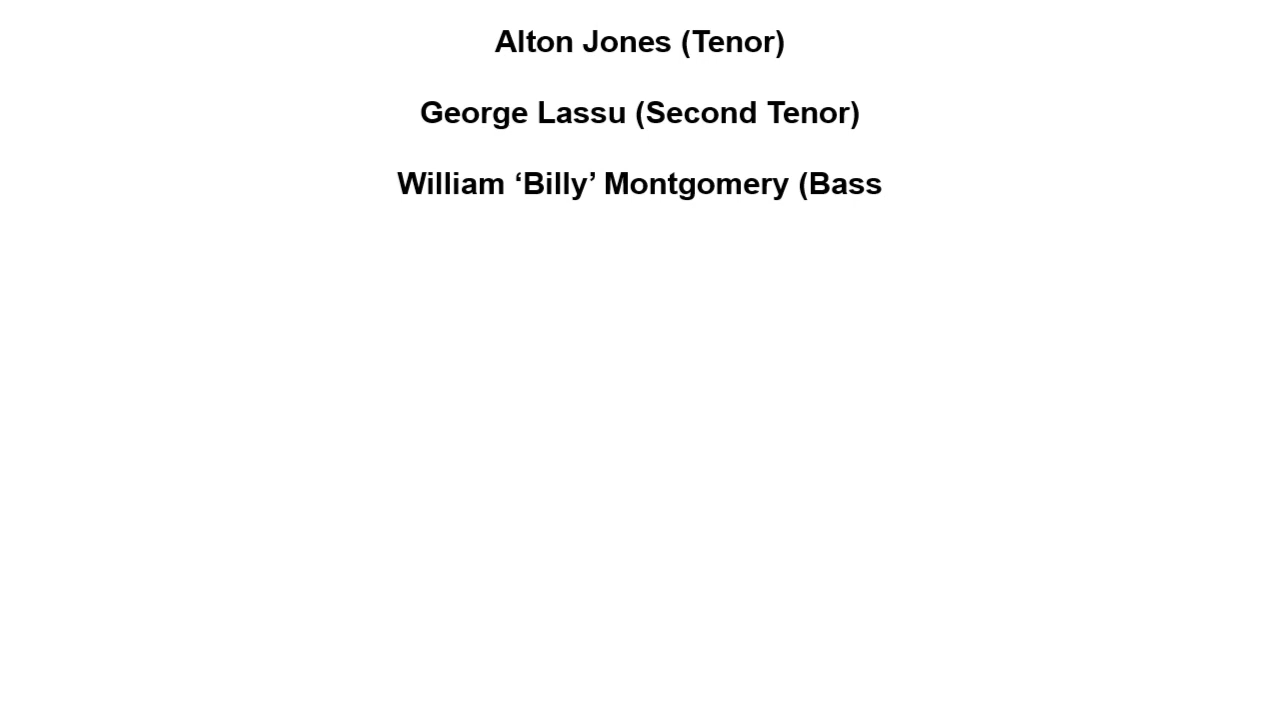 Alton Jones (Tenor)
George Lassu (Second Tenor)
William ‘Billy’ Montgomery (Bass